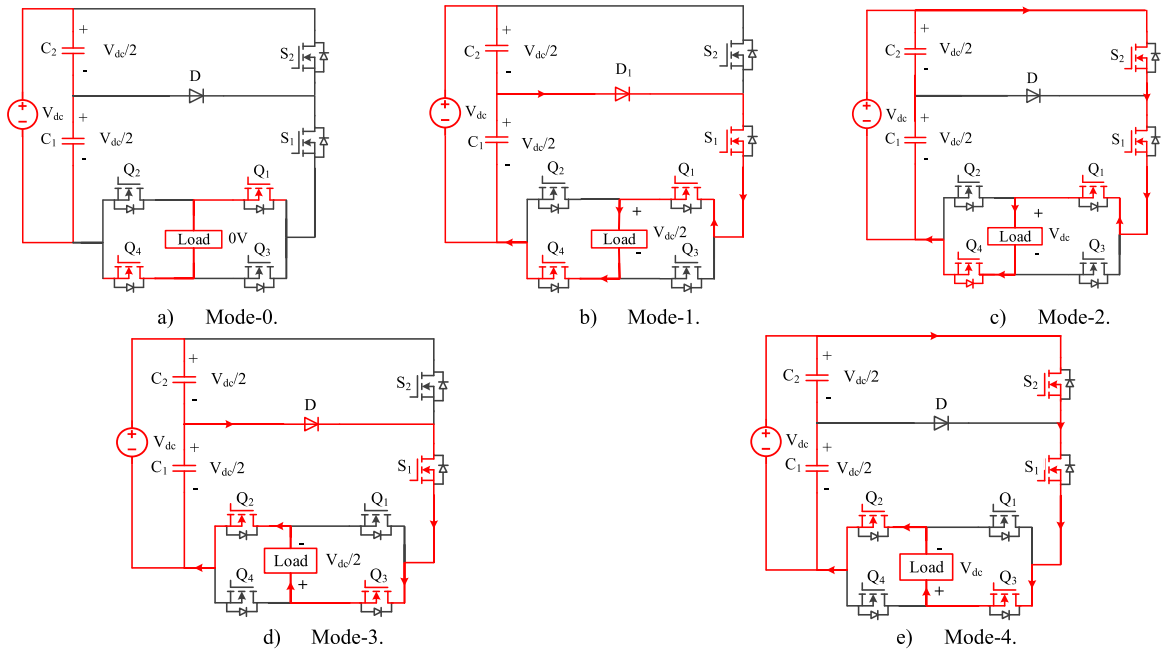 +
C2 Vdc/2
S2
-
D
+
Vdc
+
C1 Vdc/2
S1
-
-
Q2 Q1
Load 0V
Q4 Q3
a) Mode-0.
+
C2 Vdc/2
S2
-
D1
+
Vdc
+
C1 Vdc/2
S1
-
-
Q2 Q1
+
Load Vdc/2
-
Q4 Q3
b) Mode-1.
+
C2 Vdc/2
S2
-
D
+
Vdc
+
C1 Vdc/2
S1
-
-
Q2 Q1
+
Load Vdc
-
Q4 Q3
c) Mode-2.
+
C2 Vdc/2
S2
-
D
+
Vdc
+
C1 Vdc/2
S1
-
-
Q2 Q1
-
Load Vdc/2
+
Q4 Q3
d) Mode-3.
+
C2 Vdc/2
S2
-
D
+
Vdc
+
C1 Vdc/2
S1
-
-
Q2 Q1
-
Load Vdc
+
Q4 Q3
e) Mode-4.